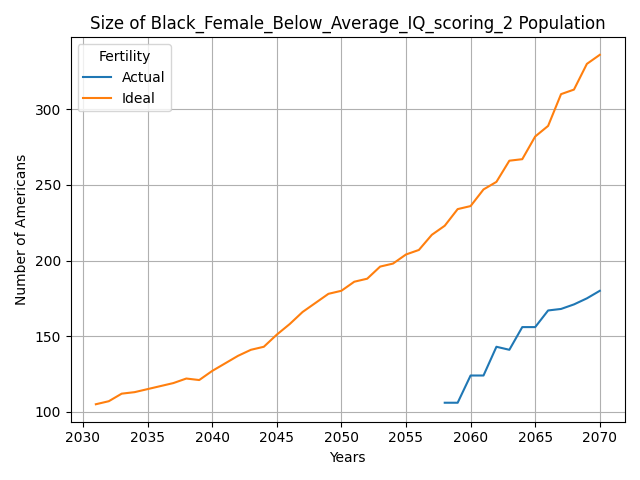 Size of Black_Female_Below_Average_IQ_scoring_2 Population
Fertility
Actual
Ideal
Number of Americans
300
250
200
150
100
2030 2035 2040 2045 2050 2055 2060 2065 2070
Years